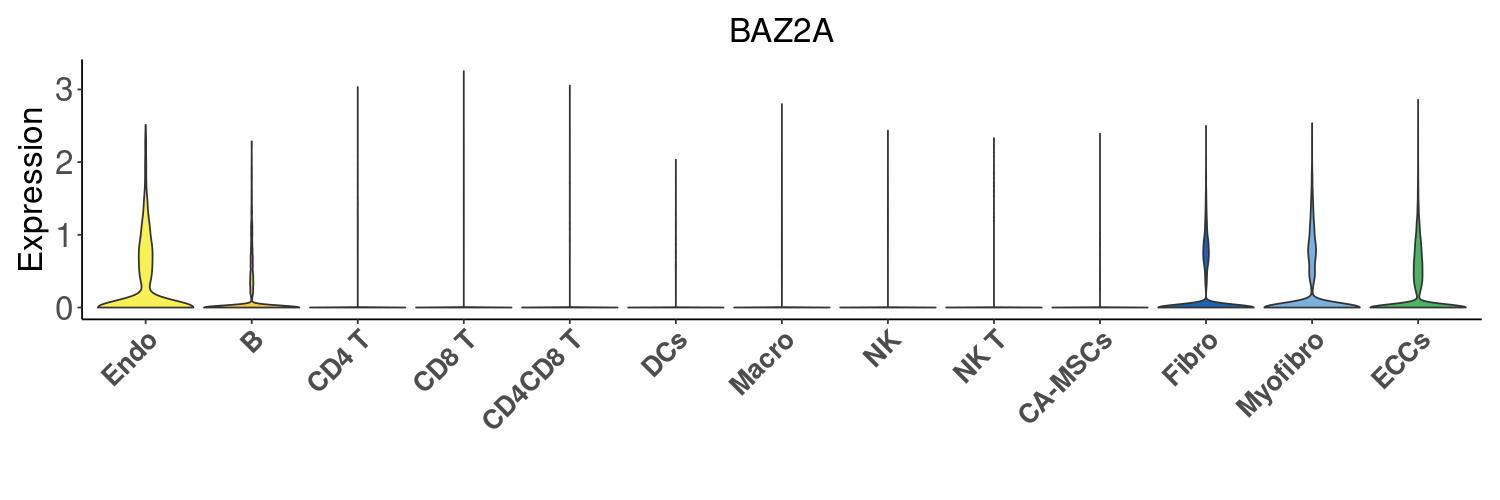 BAZ2A
Expression
3
2
1
0
Endo
B
CD4 T
CD8 T
CD4CD8 T
DCs
Macro
NK
NK T
CA-MSCs
Fibro
Myofibro
ECCs